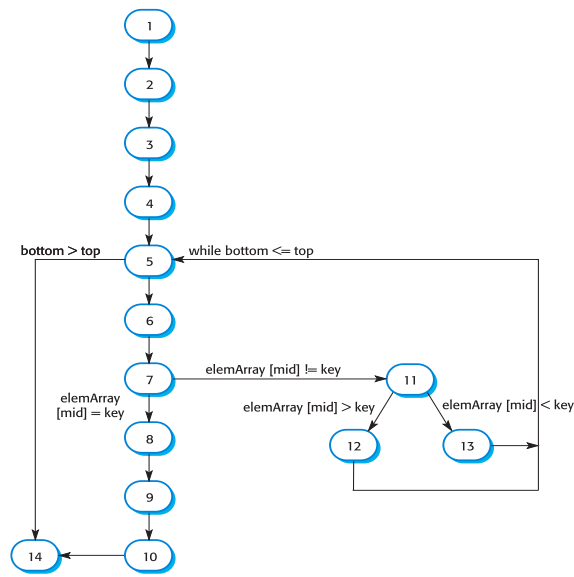 1
2
3
4
bottom > top
while bottom <= top
5
6
elemArray [mid] != key
7
11
elemArray
[mid] = key
elemArray [mid] > key
elemArray [mid] < key
8
12
13
9
14
10